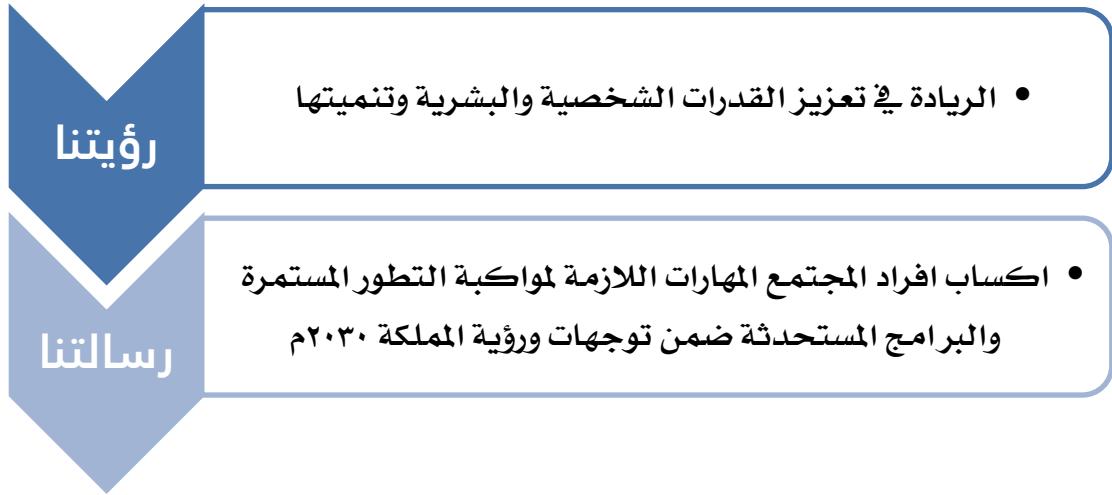 رؤيتنا
• الريادة في تعزيز القدرات الشخصية والبشرية وتنميتها
رسالتنا
• اكساب افراد المجتمع المهارات اللازمة لمواكبة التطور المستمرة
والبرامج المستحدثة ضمن توجهات ورؤية المملكة ٢٠٣٠م